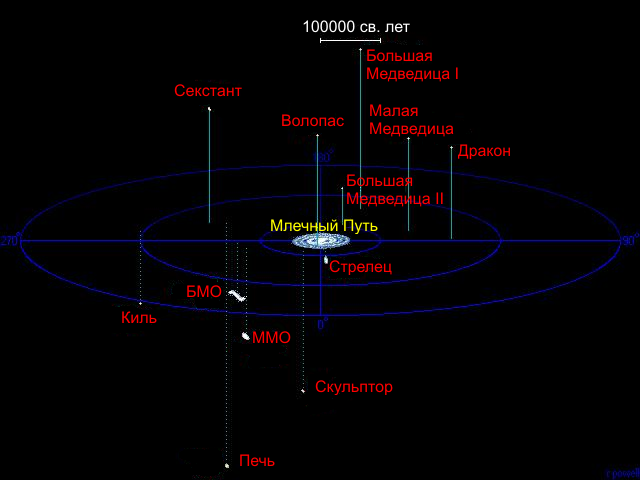 100000 св. лет
Большая
Медведица I
Секстант
Малая
Медведица
Волопас
Дракон
180°
Большая
Медведица II
Млечный Путь
270°
90°
Стрелец
БМО
Киль
0°
ММО
Скульптор
Печь